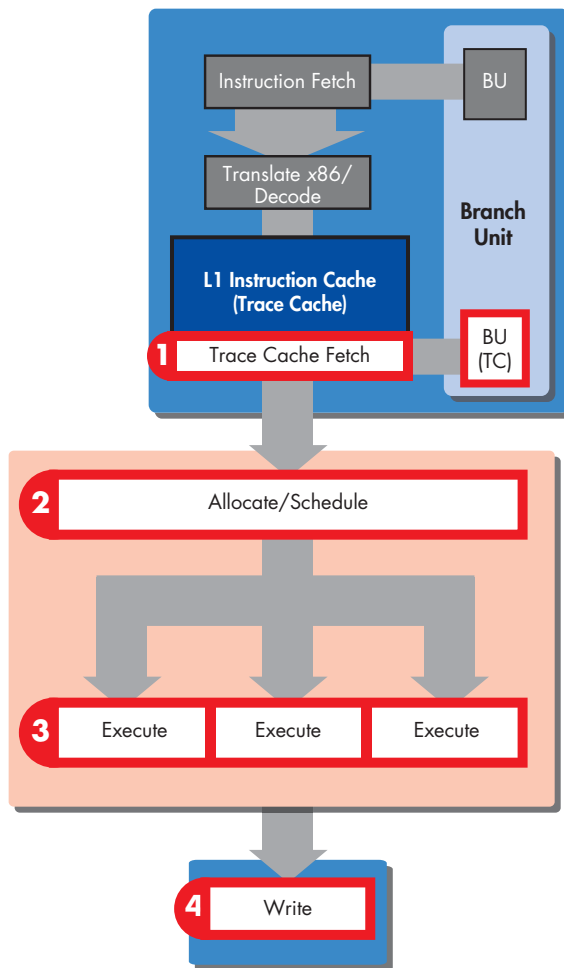 Instruction Fetch
BU
Translate x86/
Decode
Branch
Unit
L1 Instruction Cache
(Trace Cache)
1
Trace Cache Fetch
BU
(TC)
2
Allocate/Schedule
3
Execute
Execute
Execute
4
Write